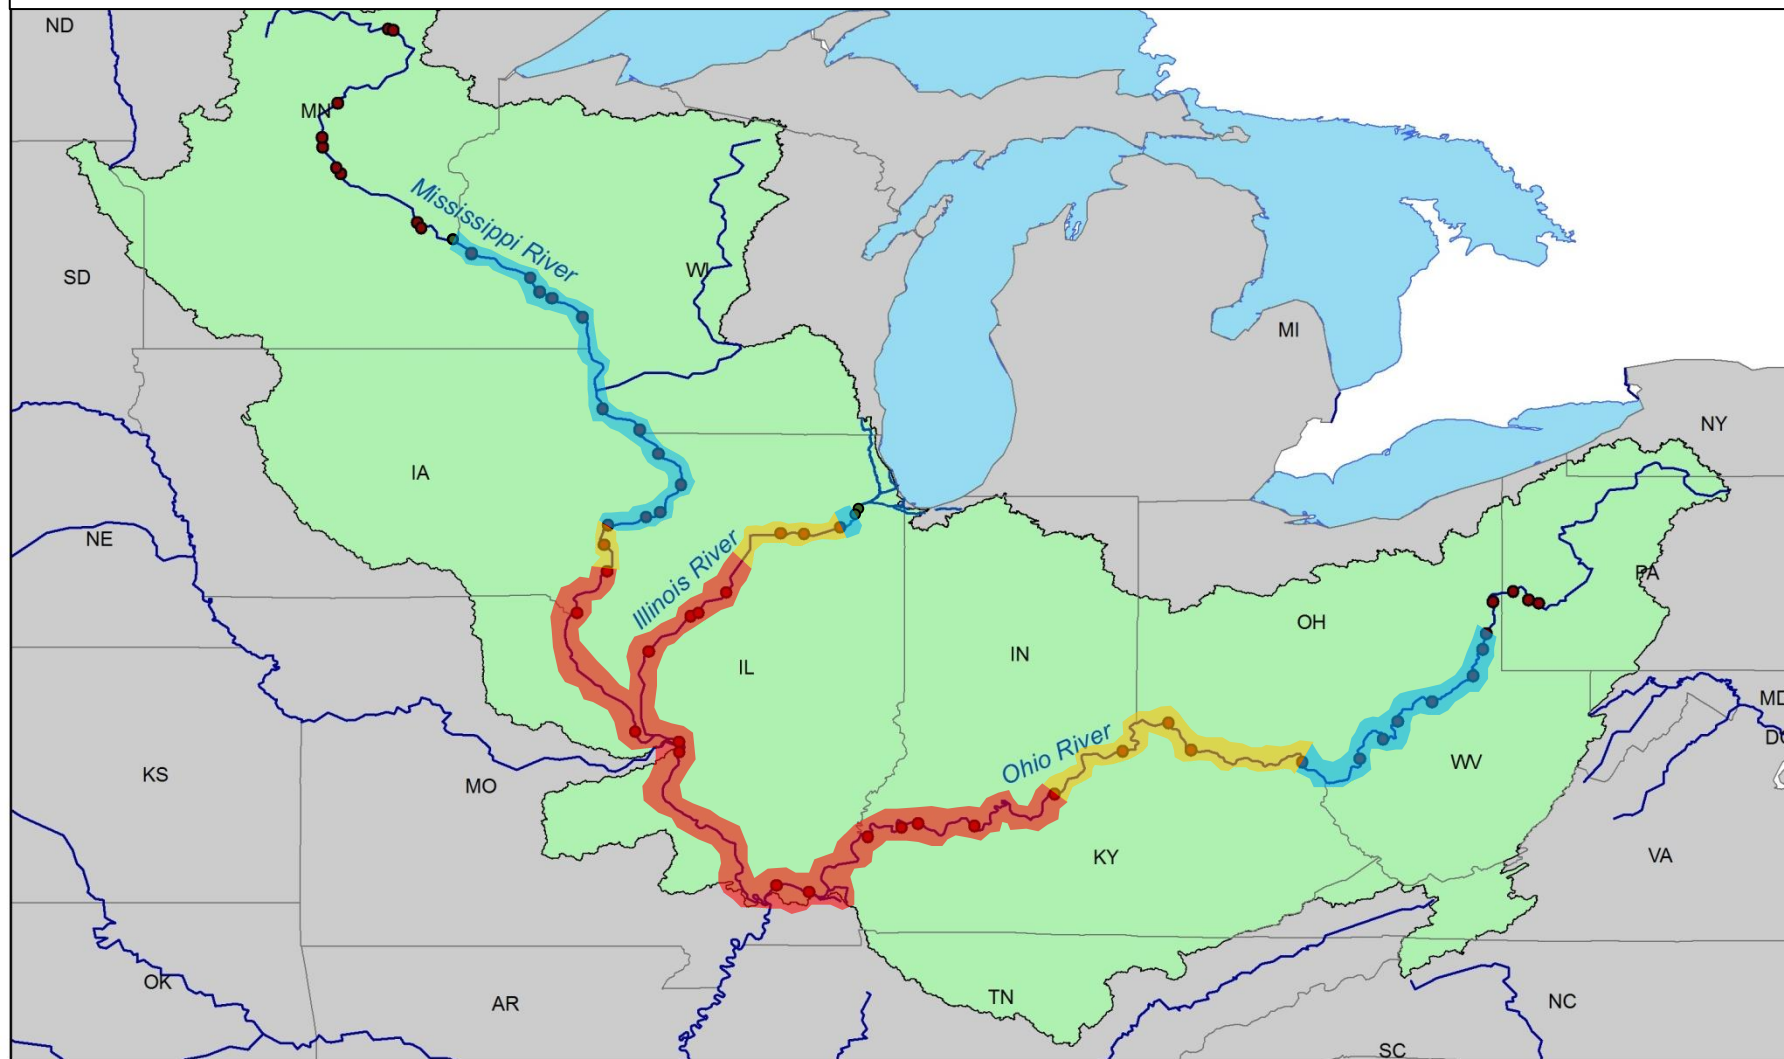 ND
MN
Mississippi River
SD
WI
MI
NY
IA
NE
Illinois River
PA
OH
IN
IL
MD
Ohio River
DC
WV
KS
MO
KY
VA
OK
AR
TN
NC
SC